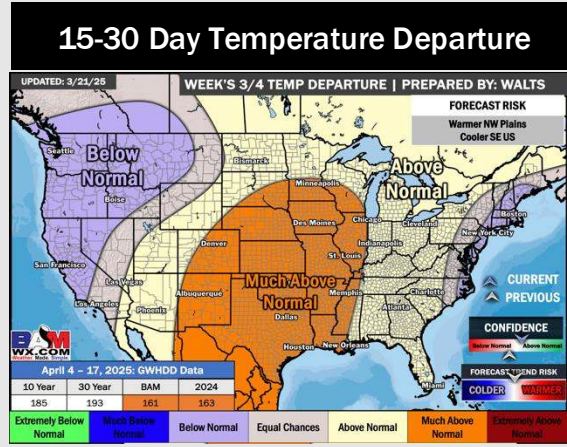 15-30 Day Temperature Departure
UPDATED: 3/21/25
WEEK'S 3/4 TEMP DEPARTURE | PREPARED BY: WALTS
FORECAST RISK
Warmer NW Plains
Cooler SE US
Seattle
Below
Normal
Boise
Bismarck
Minneapolis
Above
Normal
Boston
New York City
Des Moines
Chicago
Cleveland
Indianapolis
San Francisco
Denver
St. Louis
Las Vegas
Los Angeles
Phoenix
Albuquerque
Much Above
Normal
Memphis
Charlotte
Atlanta
Dallas
Houston
New Orleans
Miami
CURRENT
PREVIOUS
CONFIDENCE
Below Normal
Above Normal
FORECAST TREND RISK
COLDER
WARMER
BAM
WX.COM
Weather Made Simple
April 4 – 17, 2025: GWHDD Data
10 Year 30 Year BAM 2024
185 193 161 163
Extremely Below
Normal
Much Below
Normal
Below Normal
Equal Chances
Above Normal
Much Above
Normal
Extremely Above
Normal